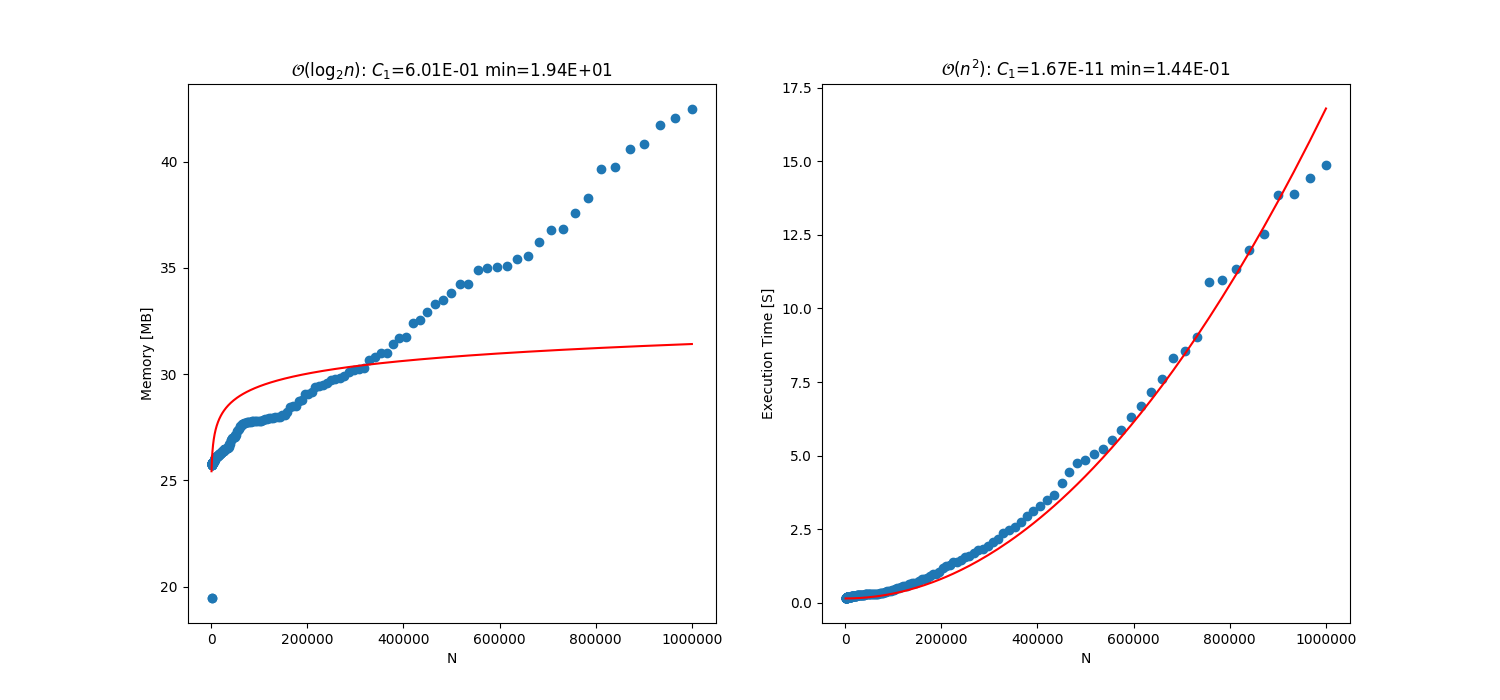 𝒪(log₂n): C₁=6.01E-01 min=1.94E+01
Memory [MB]
40
35
30
25
20
0 200000 400000 600000 800000 1000000
N
𝒪(n²): C₁=1.67E-11 min=1.44E-01
Execution Time [S]
17.5
15.0
12.5
10.0
7.5
5.0
2.5
0.0
0 200000 400000 600000 800000 1000000
N